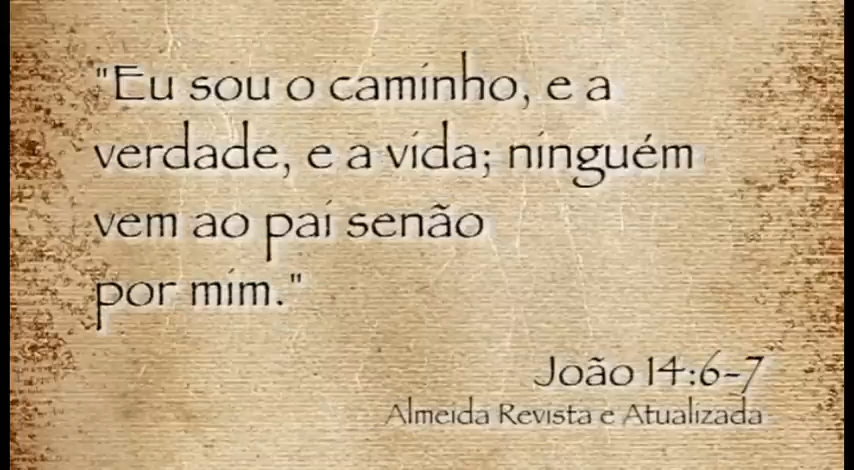 "Eu sou o caminho, e a
verdade, e a vida; ninguém
vem ao pai senão
por mim."
João 14:6-7
Almeida Revista e Atualizada